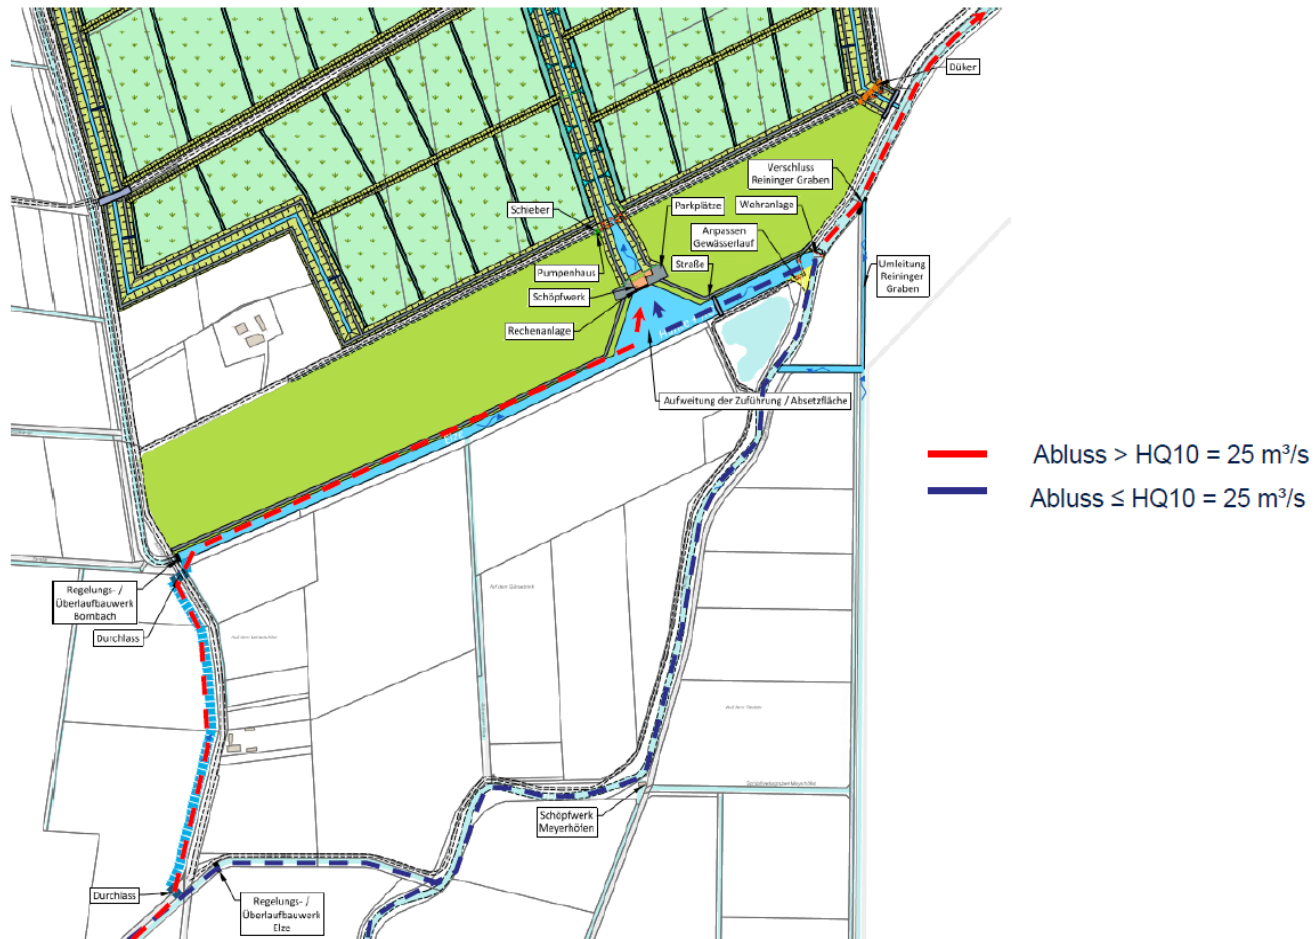 Düker
Verschluss
Reininger Graben
Schieber
Parkplätze
Wehranlage
Anpassen
Gewässerlauf
Straße
Pumpenhaus
Umleitung
Reininger
Graben
Schöpfwerk
Rechenanlage
Aufweitung der Zuführung / Absetzfläche
Abluss > HQ10 = 25 m³/s
Abluss ≤ HQ10 = 25 m³/s
Regelungs- /
Überlaufbauwerk
Bornbach
Durchlass
Schöpfwerk
Meyerhöfen
Durchlass
Regelungs- /
Überlaufbauwerk
Elze